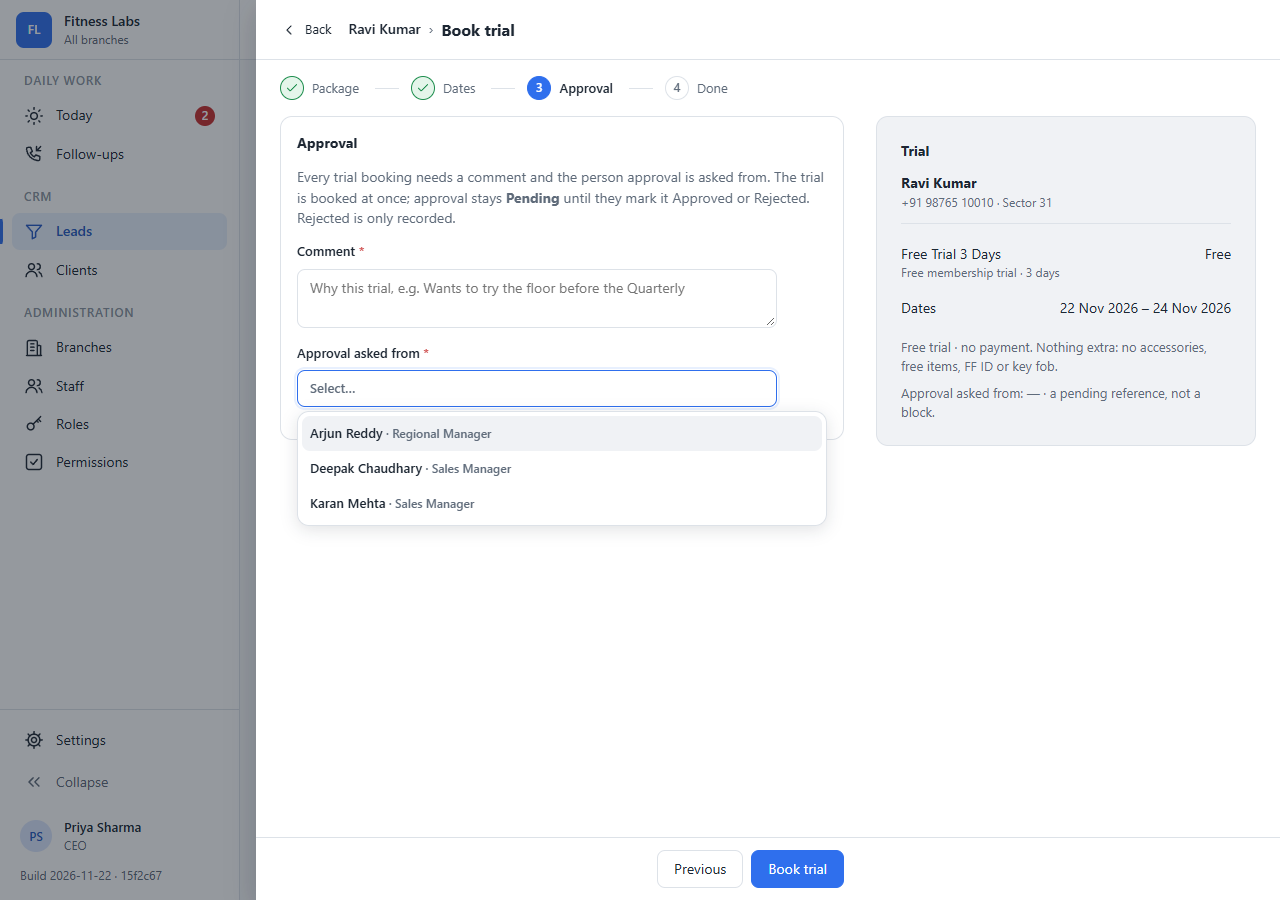 FL
Fitness Labs
All branches
DAILY WORK
Today
2
Follow-ups
CRM
Leads
Clients
ADMINISTRATION
Branches
Staff
Roles
Permissions
Settings
Collapse
PS
Priya Sharma
CEO
Build 2026-11-22 · 15f2c67
Back
Ravi Kumar › Book trial
Package
Dates
3 Approval
4 Done
Approval
Every trial booking needs a comment and the person approval is asked from. The trial
is booked at once; approval stays Pending until they mark it Approved or Rejected.
Rejected is only recorded.
Comment *
Why this trial, e.g. Wants to try the floor before the Quarterly
Approval asked from *
Select...
Arjun Reddy · Regional Manager
Deepak Chaudhary · Sales Manager
Karan Mehta · Sales Manager
Trial
Ravi Kumar
+91 98765 10010 · Sector 31
Free Trial 3 Days Free
Free membership trial · 3 days
Dates 22 Nov 2026 – 24 Nov 2026
Free trial · no payment. Nothing extra: no accessories,
free items, FF ID or key fob.
Approval asked from: — · a pending reference, not a
block.
Previous
Book trial